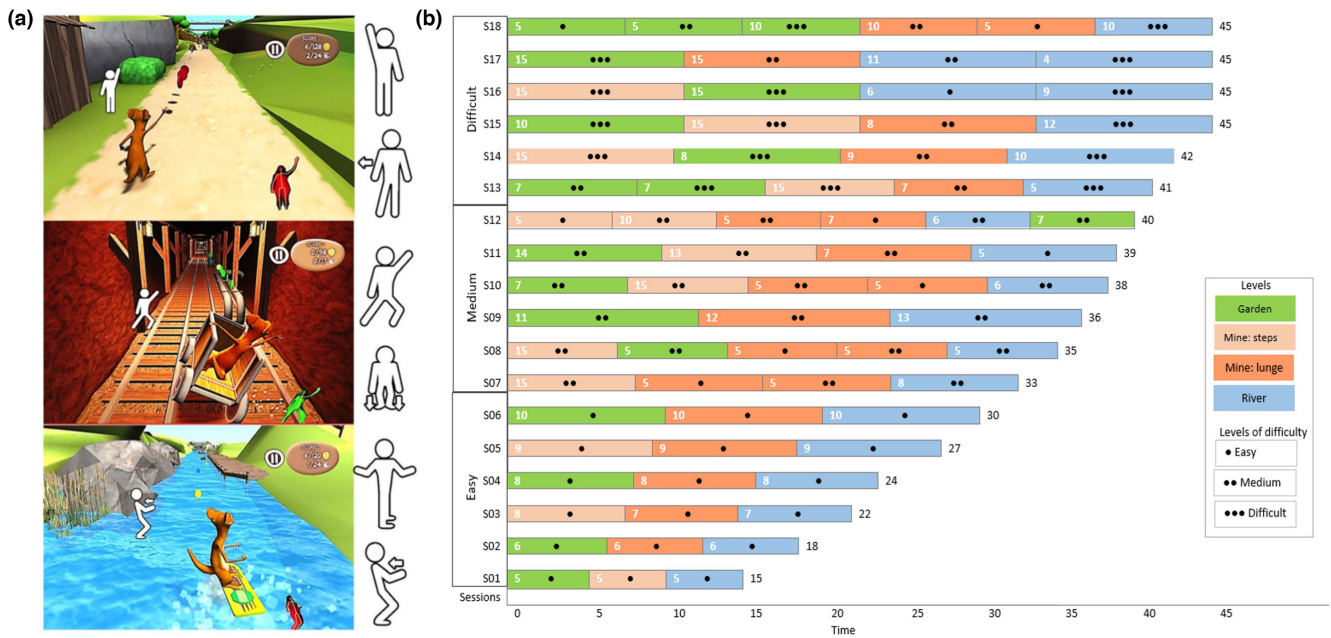 (a)
SCORE :
6/128
2/24
SCORE :
0/98
0/17
SCORE :
4/20
1/24
(b)
Difficult
Medium
Easy
S18 5 5 10 10 5 10 45
S17 15 15 11 4 45
S16 15 15 6 9 45
S15 10 15 8 12 45
S14 15 8 9 10 42
S13 7 7 15 7 5 41
S12 5 10 5 7 6 7 40
S11 14 13 7 5 39
S10 7 15 5 5 6 38
S09 11 12 13 36
S08 15 5 5 5 5 35
S07 15 5 5 8 33
S06 10 10 10 30
S05 9 9 9 27
S04 8 8 8 24
S03 8 7 7 22
S02 6 6 6 18
S01 5 5 5 15
Sessions
0 5 10 15 20 25 30 35 40 45
Time
Levels
Garden
Mine: steps
Mine: lunge
River
Levels of difficulty
• Easy
•• Medium
••• Difficult